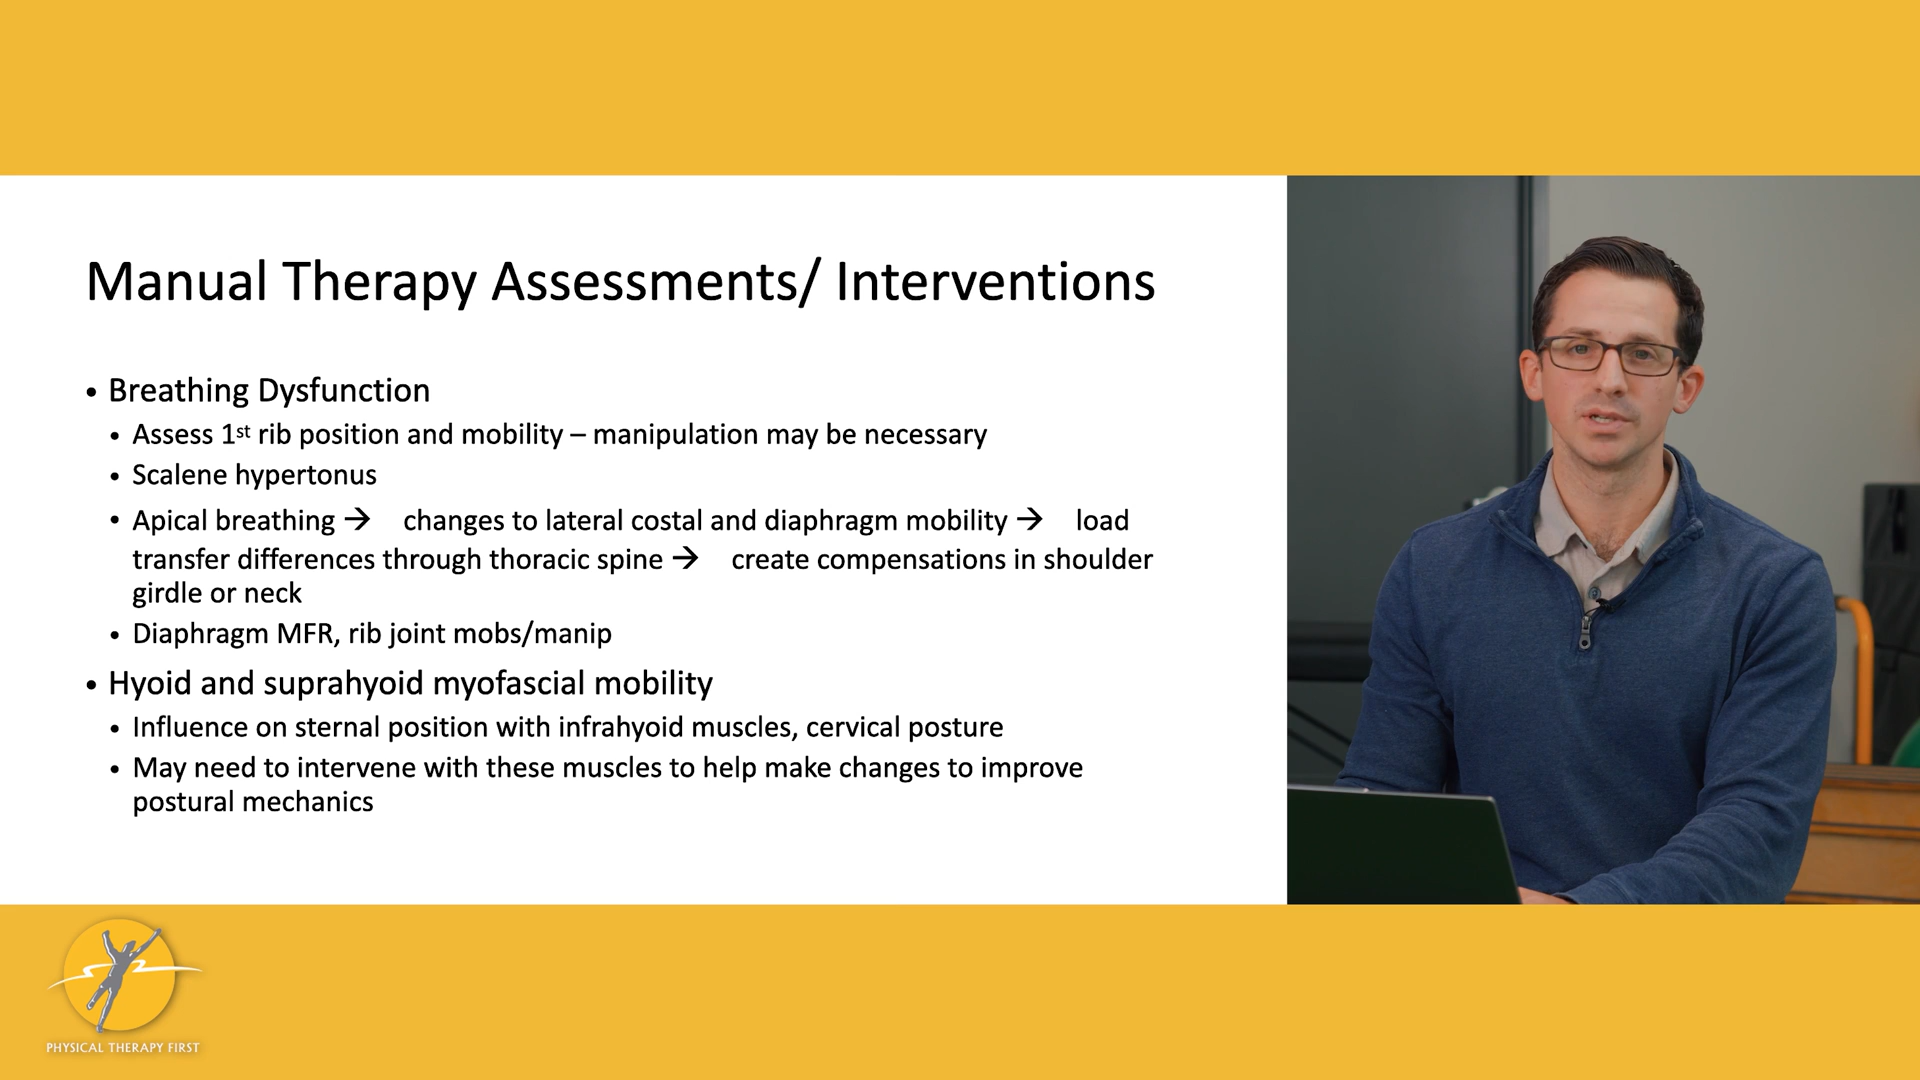 Manual Therapy Assessments/ Interventions
• Breathing Dysfunction
• Assess 1st rib position and mobility – manipulation may be necessary
• Scalene hypertonus
• Apical breathing → changes to lateral costal and diaphragm mobility → load
transfer differences through thoracic spine → create compensations in shoulder
girdle or neck
• Diaphragm MFR, rib joint mobs/manip
• Hyoid and suprahyoid myofascial mobility
• Influence on sternal position with infrahyoid muscles, cervical posture
• May need to intervene with these muscles to help make changes to improve
postural mechanics
PHYSICAL THERAPY FIRST